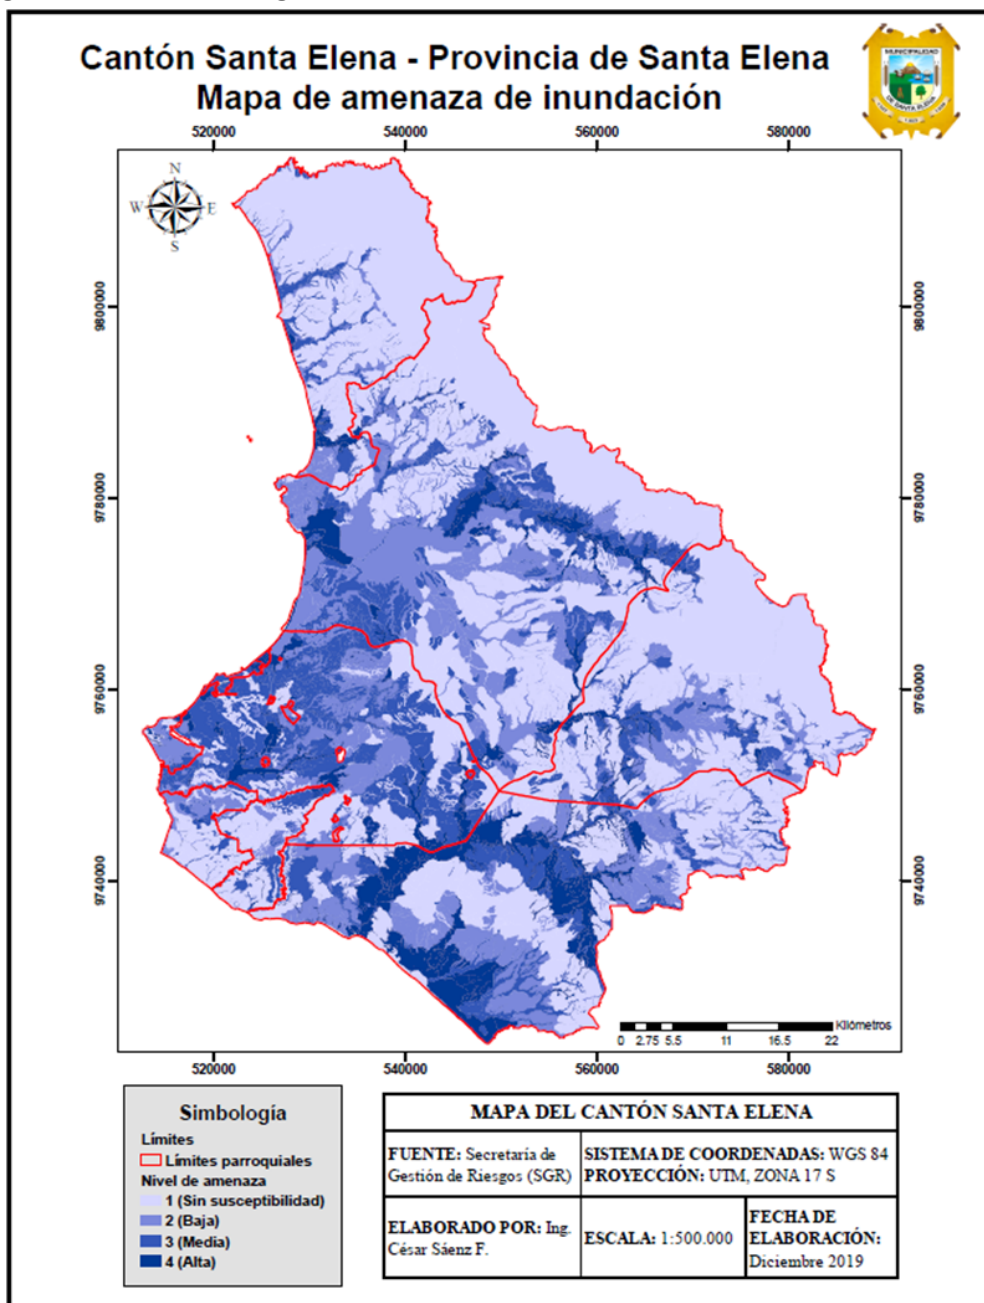 Cantón Santa Elena - Provincia de Santa Elena
Mapa de amenaza de inundación
MUNICIPALIDAD
DE SANTA ELENA
520000 540000 560000 580000
N
W E
S
9800000 9800000
9780000 9780000
9760000 9760000
9740000 9740000
Kilómetros
0 2.75 5.5 11 16.5 22
520000 540000 560000 580000
Simbología
Límites
Límites parroquiales
Nivel de amenaza
1 (Sin susceptibilidad)
2 (Baja)
3 (Media)
4 (Alta)
MAPA DEL CANTÓN SANTA ELENA
FUENTE: Secretaría de
Gestión de Riesgos (SGR)
SISTEMA DE COORDENADAS: WGS 84
PROYECCIÓN: UTM, ZONA 17 S
ELABORADO POR: Ing.
César Sáenz F.
ESCALA: 1:500.000
FECHA DE
ELABORACIÓN:
Diciembre 2019